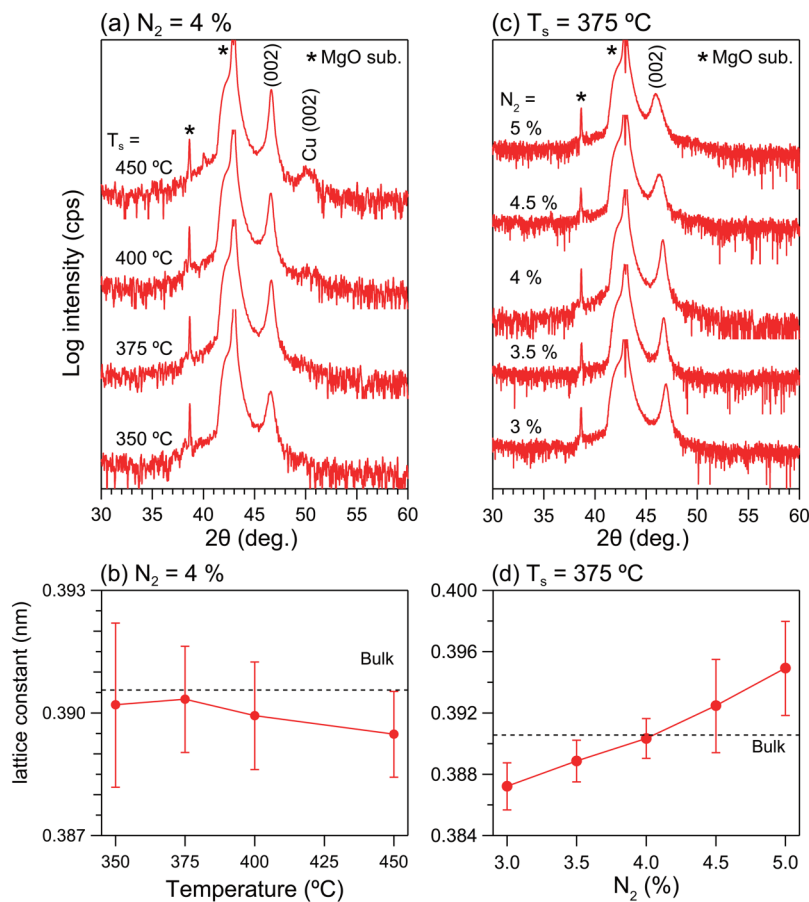 (a) N₂ = 4 %
* MgO sub.
*
(002)
Cu (002)
*
Tₛ =
450 ºC
400 ºC
375 ºC
350 ºC
Log intensity (cps)
30 35 40 45 50 55 60
2θ (deg.)
(c) Tₛ = 375 ºC
* MgO sub.
*
(002)
*
N₂ =
5 %
4.5 %
4 %
3.5 %
3 %
30 35 40 45 50 55 60
2θ (deg.)
(b) N₂ = 4 %
0.393
0.390
0.387
lattice constant (nm)
Bulk
350 375 400 425 450
Temperature (ºC)
(d) Tₛ = 375 ºC
0.400
0.396
0.392
0.388
0.384
Bulk
3.0 3.5 4.0 4.5 5.0
N₂ (%)